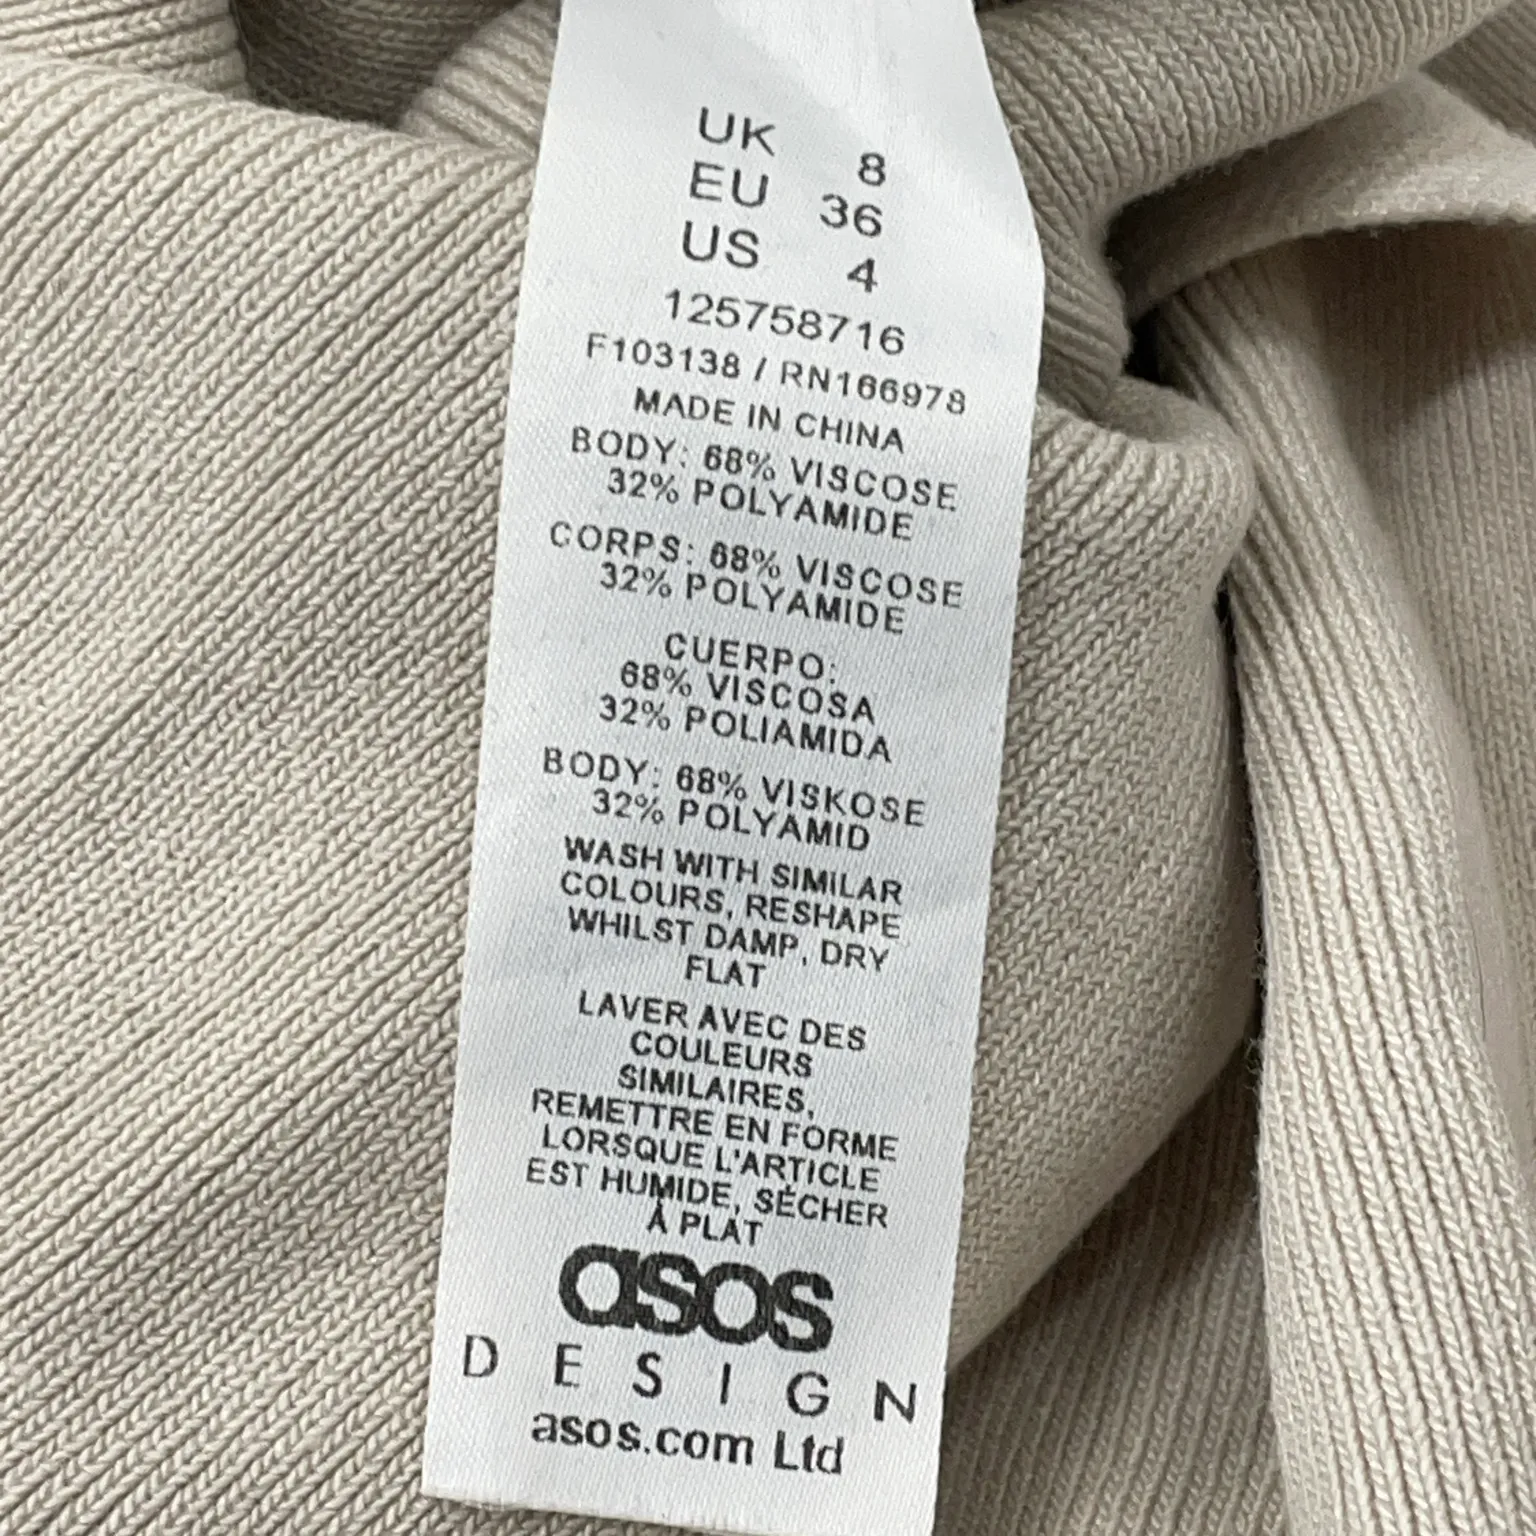 UK 8
EU 36
US 4
125758716
F103138 / RN166978
MADE IN CHINA
BODY: 68% VISCOSE
32% POLYAMIDE
CORPS: 68% VISCOSE
32% POLYAMIDE
CUERPO:
68% VISCOSA
32% POLIAMIDA
BODY: 68% VISKOSE
32% POLYAMID
WASH WITH SIMILAR
COLOURS, RESHAPE
WHILST DAMP, DRY
FLAT
LAVER AVEC DES
COULEURS
SIMILAIRES,
REMETTRE EN FORME
LORSQUE L'ARTICLE
EST HUMIDE, SÉCHER
À PLAT
asos
DESIGN
asos.com Ltd